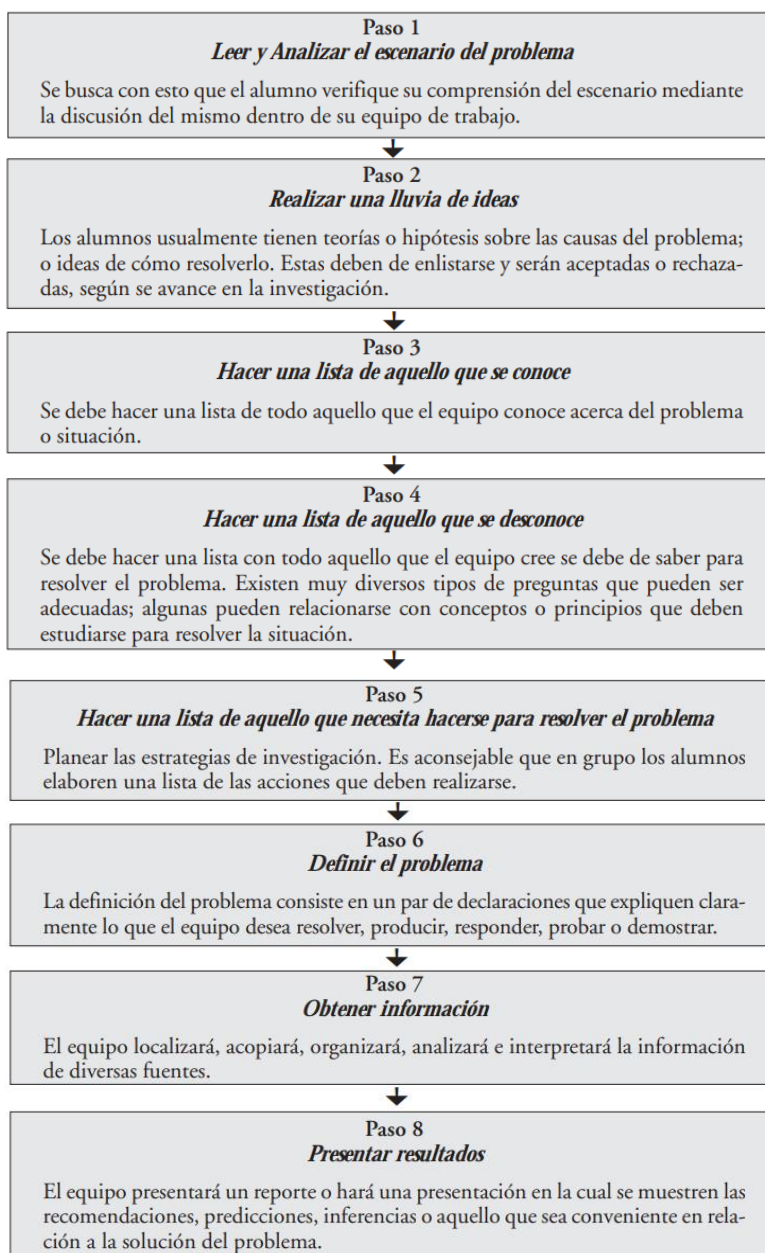 Paso 1
Leer y Analizar el escenario del problema
Se busca con esto que el alumno verifique su comprensión del escenario mediante
la discusión del mismo dentro de su equipo de trabajo.
Paso 2
Realizar una lluvia de ideas
Los alumnos usualmente tienen teorías o hipótesis sobre las causas del problema;
o ideas de cómo resolverlo. Estas deben de enlistarse y serán aceptadas o rechaza-
das, según se avance en la investigación.
Paso 3
Hacer una lista de aquello que se conoce
Se debe hacer una lista de todo aquello que el equipo conoce acerca del problema
o situación.
Paso 4
Hacer una lista de aquello que se desconoce
Se debe hacer una lista con todo aquello que el equipo cree se debe de saber para
resolver el problema. Existen muy diversos tipos de preguntas que pueden ser
adecuadas; algunas pueden relacionarse con conceptos o principios que deben
estudiarse para resolver la situación.
Paso 5
Hacer una lista de aquello que necesita hacerse para resolver el problema
Planear las estrategias de investigación. Es aconsejable que en grupo los alumnos
elaboren una lista de las acciones que deben realizarse.
Paso 6
Definir el problema
La definición del problema consiste en un par de declaraciones que expliquen clara-
mente lo que el equipo desea resolver, producir, responder, probar o demostrar.
Paso 7
Obtener información
El equipo localizará, acopiará, organizará, analizará e interpretará la información
de diversas fuentes.
Paso 8
Presentar resultados
El equipo presentará un reporte o hará una presentación en la cual se muestren las
recomendaciones, predicciones, inferencias o aquello que sea conveniente en rela-
ción a la solución del problema.